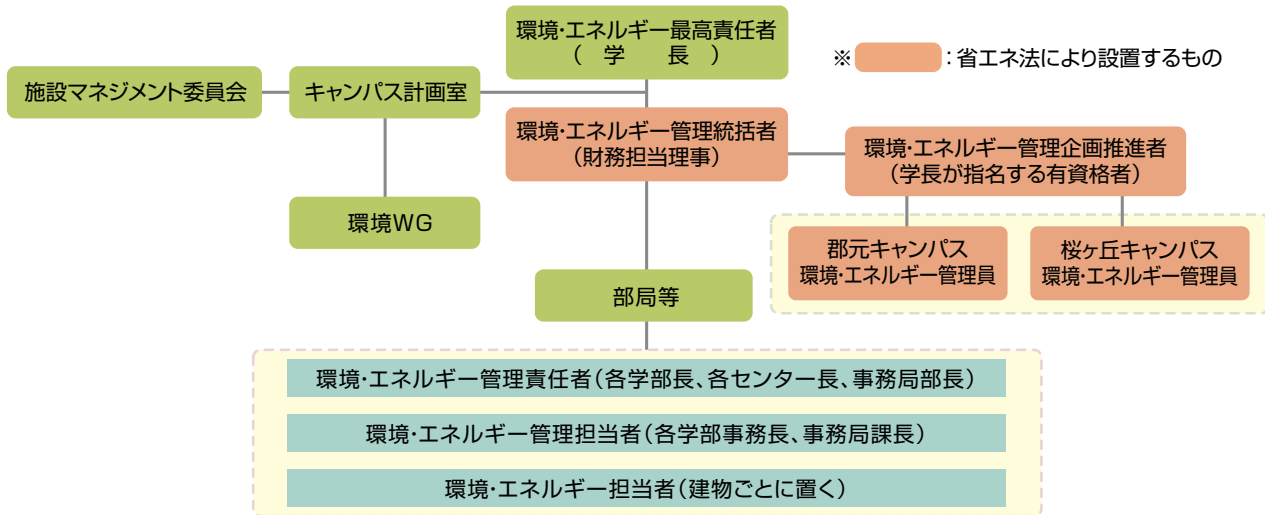 環境・エネルギー最高責任者
（　学　　長　）
※　　：省エネ法により設置するもの
施設マネジメント委員会
キャンパス計画室
環境・エネルギー管理統括者
（財務担当理事）
環境・エネルギー管理企画推進者
（学長が指名する有資格者）
環境WG
郡元キャンパス
環境・エネルギー管理員
桜ヶ丘キャンパス
環境・エネルギー管理員
部局等
環境・エネルギー管理責任者（各学部長、各センター長、事務局部長）
環境・エネルギー管理担当者（各学部事務長、事務局課長）
環境・エネルギー担当者（建物ごとに置く）